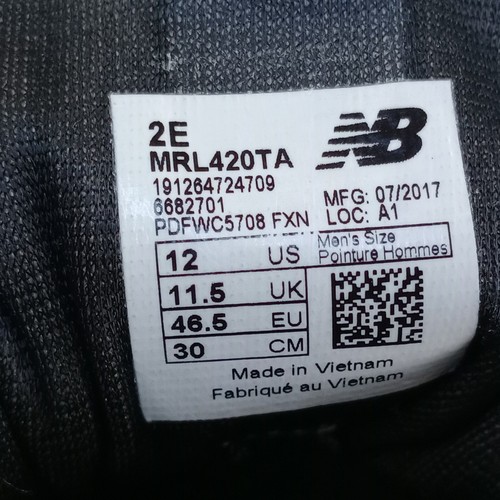 2E
MRL420TA
NB
191264724709
6682701
PDFWC5708 FXN
MFG: 07/2017
LOC: A1
12 US
Men's Size
Pointure Hommes
11.5 UK
46.5 EU
30 CM
Made in Vietnam
Fabriqué au Vietnam